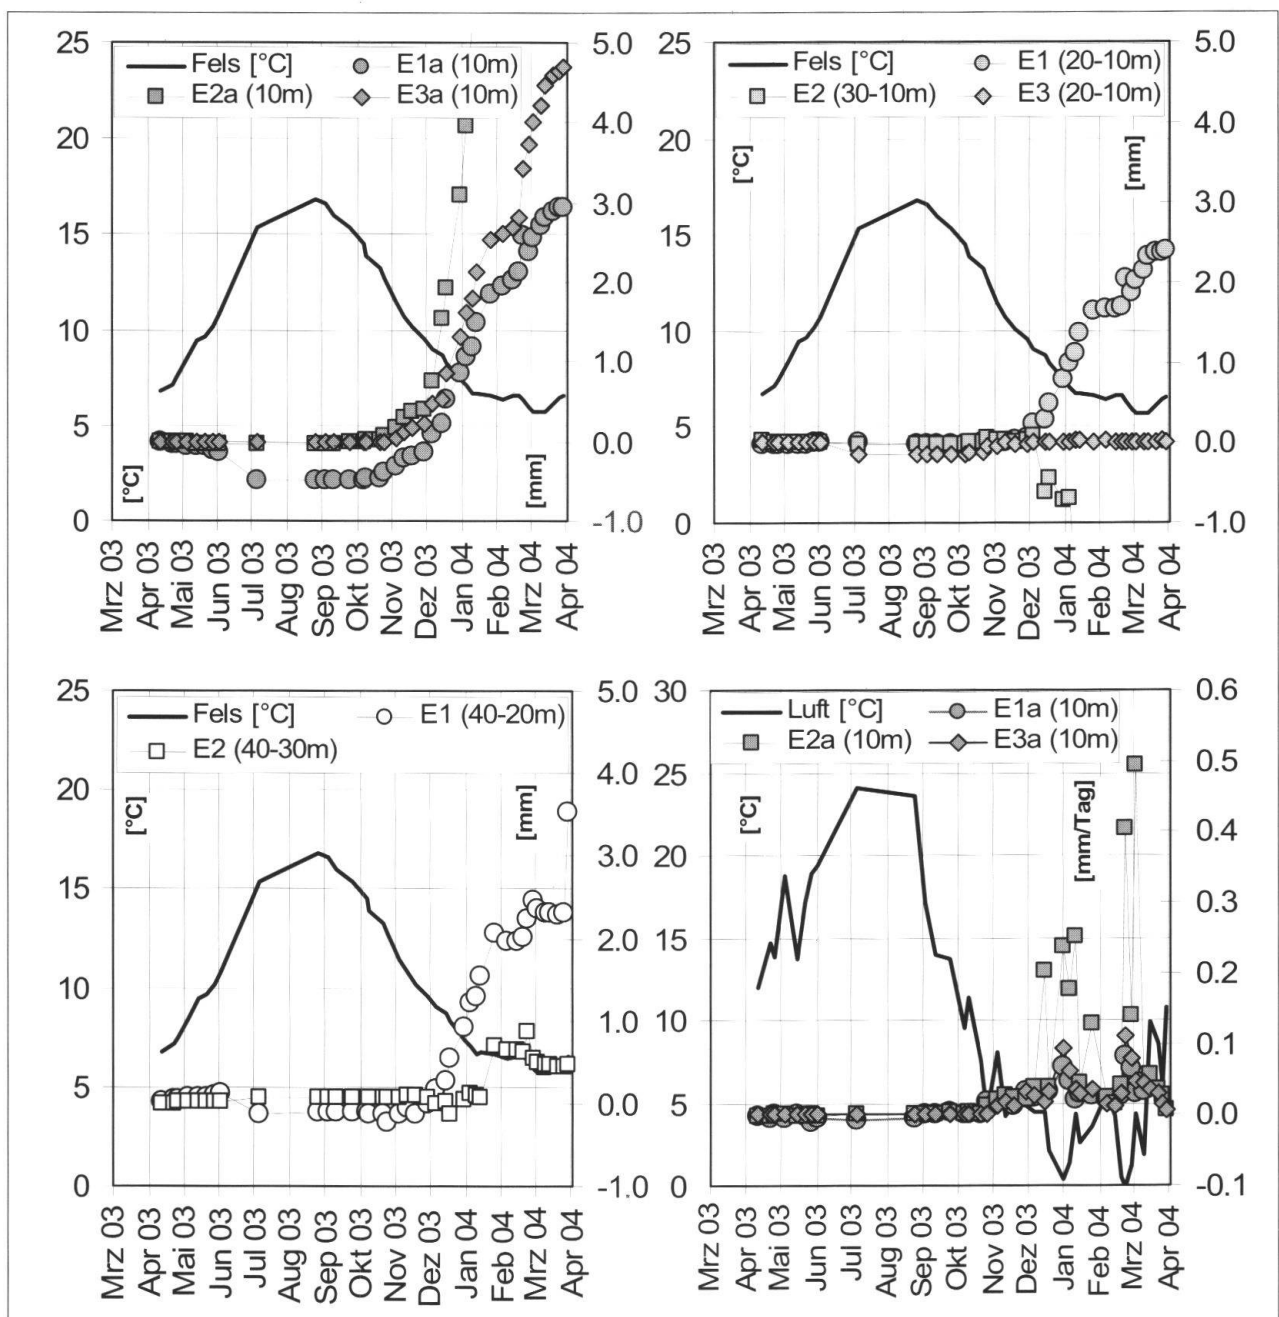 Fels [°C] E1a (10m)
E2a (10m) E3a (10m)
25
20
15
10
5
0
5.0
4.0
3.0
2.0
1.0
0.0
-1.0
[°C]
[mm]
Mrz 03
Apr 03
Mai 03
Jun 03
Jul 03
Aug 03
Sep 03
Okt 03
Nov 03
Dez 03
Jan 04
Feb 04
Mrz 04
Apr 04
Fels [°C] E1 (20-10m)
E2 (30-10m) E3 (20-10m)
25
20
15
10
5
0
5.0
4.0
3.0
2.0
1.0
0.0
-1.0
[°C]
[mm]
Mrz 03
Apr 03
Mai 03
Jun 03
Jul 03
Aug 03
Sep 03
Okt 03
Nov 03
Dez 03
Jan 04
Feb 04
Mrz 04
Apr 04
Fels [°C] E1 (40-20m)
E2 (40-30m)
25
20
15
10
5
0
5.0
4.0
3.0
2.0
1.0
0.0
-1.0
[°C]
[mm]
Mrz 03
Apr 03
Mai 03
Jun 03
Jul 03
Aug 03
Sep 03
Okt 03
Nov 03
Dez 03
Jan 04
Feb 04
Mrz 04
Apr 04
Luft [°C] E1a (10m)
E2a (10m) E3a (10m)
30
25
20
15
10
5
0
0.6
0.5
0.4
0.3
0.2
0.1
0.0
-0.1
[°C]
[mm/Tag]
Mrz 03
Apr 03
Mai 03
Jun 03
Jul 03
Aug 03
Sep 03
Okt 03
Nov 03
Dez 03
Jan 04
Feb 04
Mrz 04
Apr 04